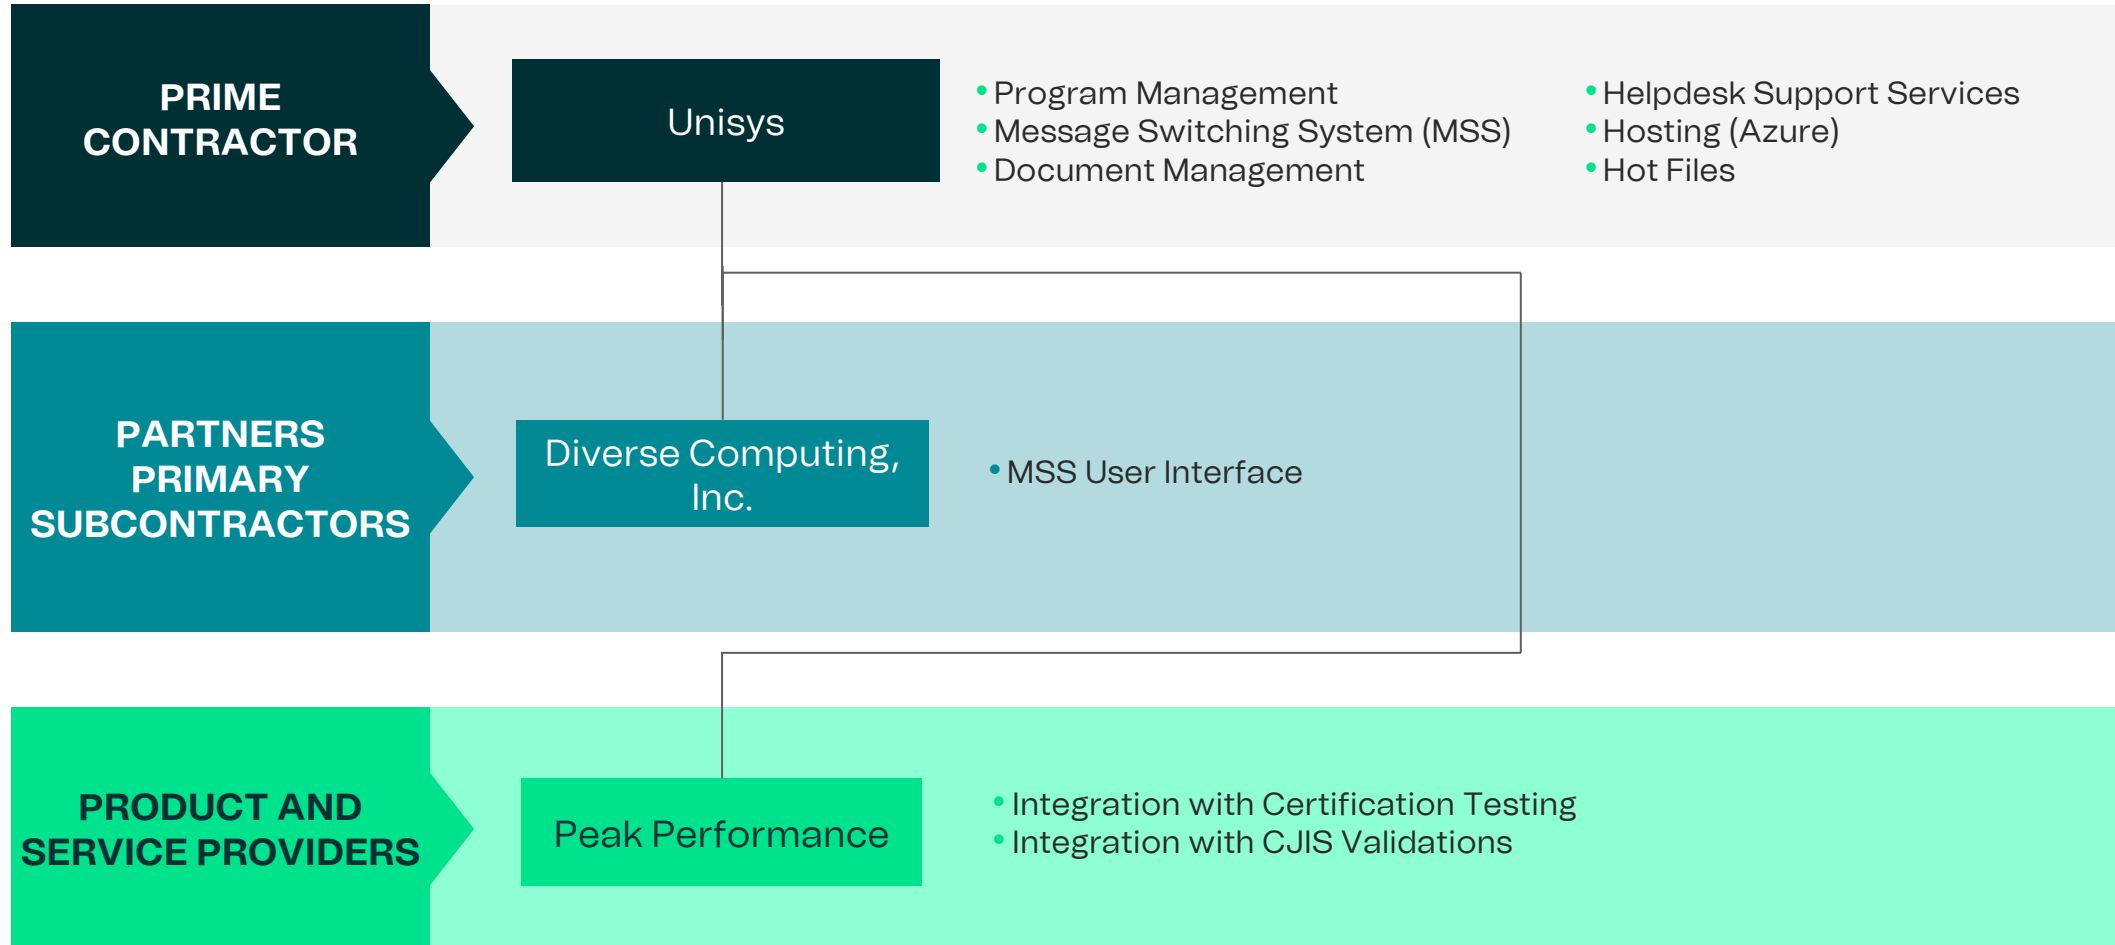 PRIME
CONTRACTOR
Unisys
• Program Management
• Message Switching System (MSS)
• Document Management
• Helpdesk Support Services
• Hosting (Azure)
• Hot Files
PARTNERS
PRIMARY
SUBCONTRACTORS
Diverse Computing,
Inc.
• MSS User Interface
PRODUCT AND
SERVICE PROVIDERS
Peak Performance
• Integration with Certification Testing
• Integration with CJIS Validations